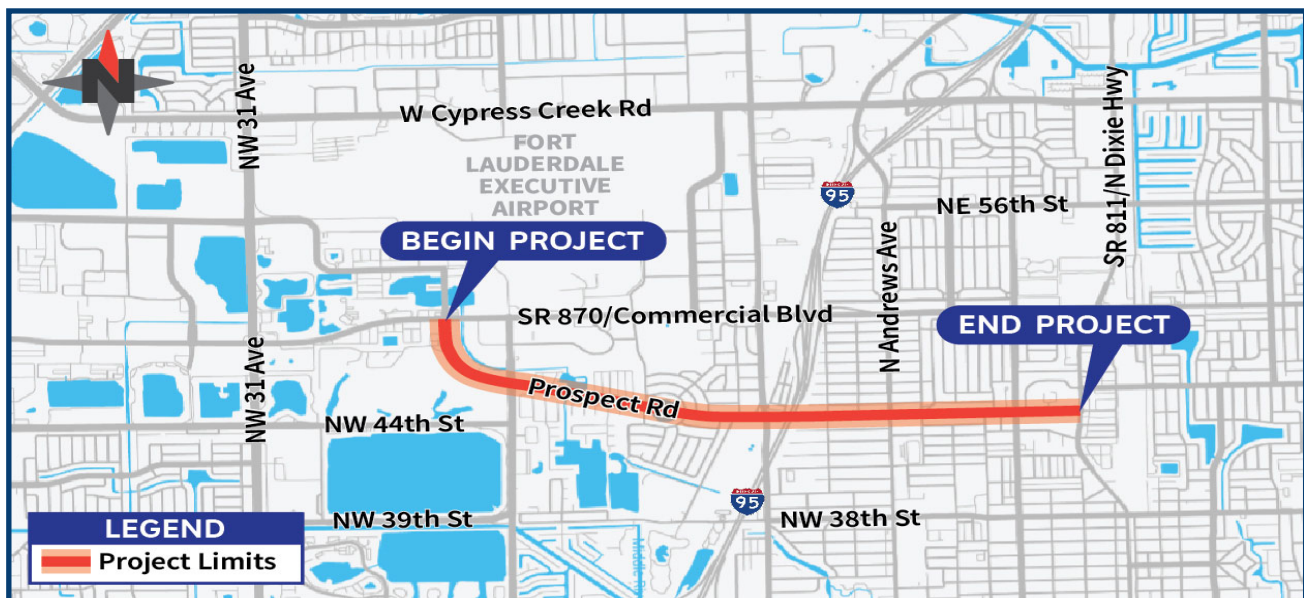 N
NW 31 Ave
W Cypress Creek Rd
SR 811/N Dixie Hwy
FORT
LAUDERDALE
EXECUTIVE
AIRPORT
95
NE 56th St
BEGIN PROJECT
N Andrews Ave
SR 870/Commercial Blvd
END PROJECT
NW 31 Ave
Prospect Rd
NW 44th St
95
NW 39th St
NW 38th St
LEGEND
Project Limits